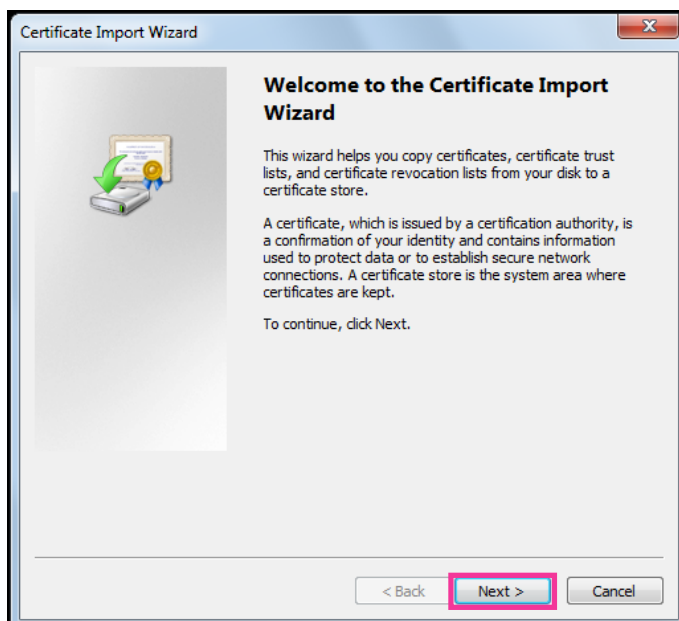 Certificate Import Wizard
Welcome to the Certificate Import
Wizard
This wizard helps you copy certificates, certificate trust
lists, and certificate revocation lists from your disk to a
certificate store.
A certificate, which is issued by a certification authority, is
a confirmation of your identity and contains information
used to protect data or to establish secure network
connections. A certificate store is the system area where
certificates are kept.
To continue, click Next.
< Back Next > Cancel